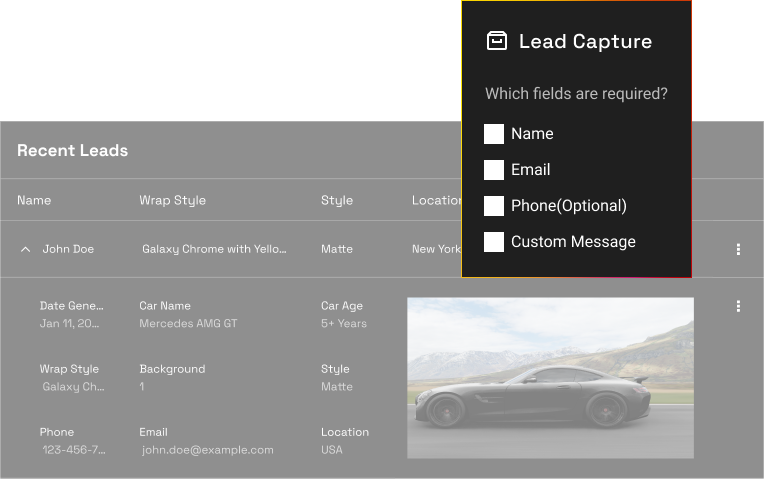 Lead Capture
Which fields are required?
Name
Email
Phone(Optional)
Custom Message
Recent Leads
Name Wrap Style Style Location
John Doe Galaxy Chrome with Yello... Matte New York
Date Gene... Car Name Car Age
Jan 11, 20... Mercedes AMG GT 5+ Years
Wrap Style Background Style
Galaxy Ch... 1 Matte
Phone Email Location
123-456-7... john.doe@example.com USA